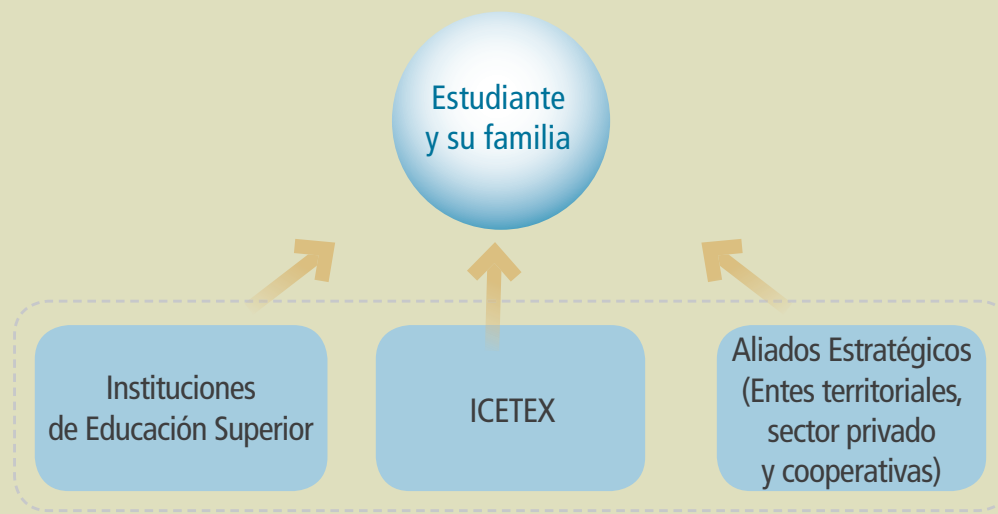 Estudiante
y su familia
Instituciones
de Educación Superior
ICETEX
Aliados Estratégicos
(Entes territoriales,
sector privado
y cooperativas)